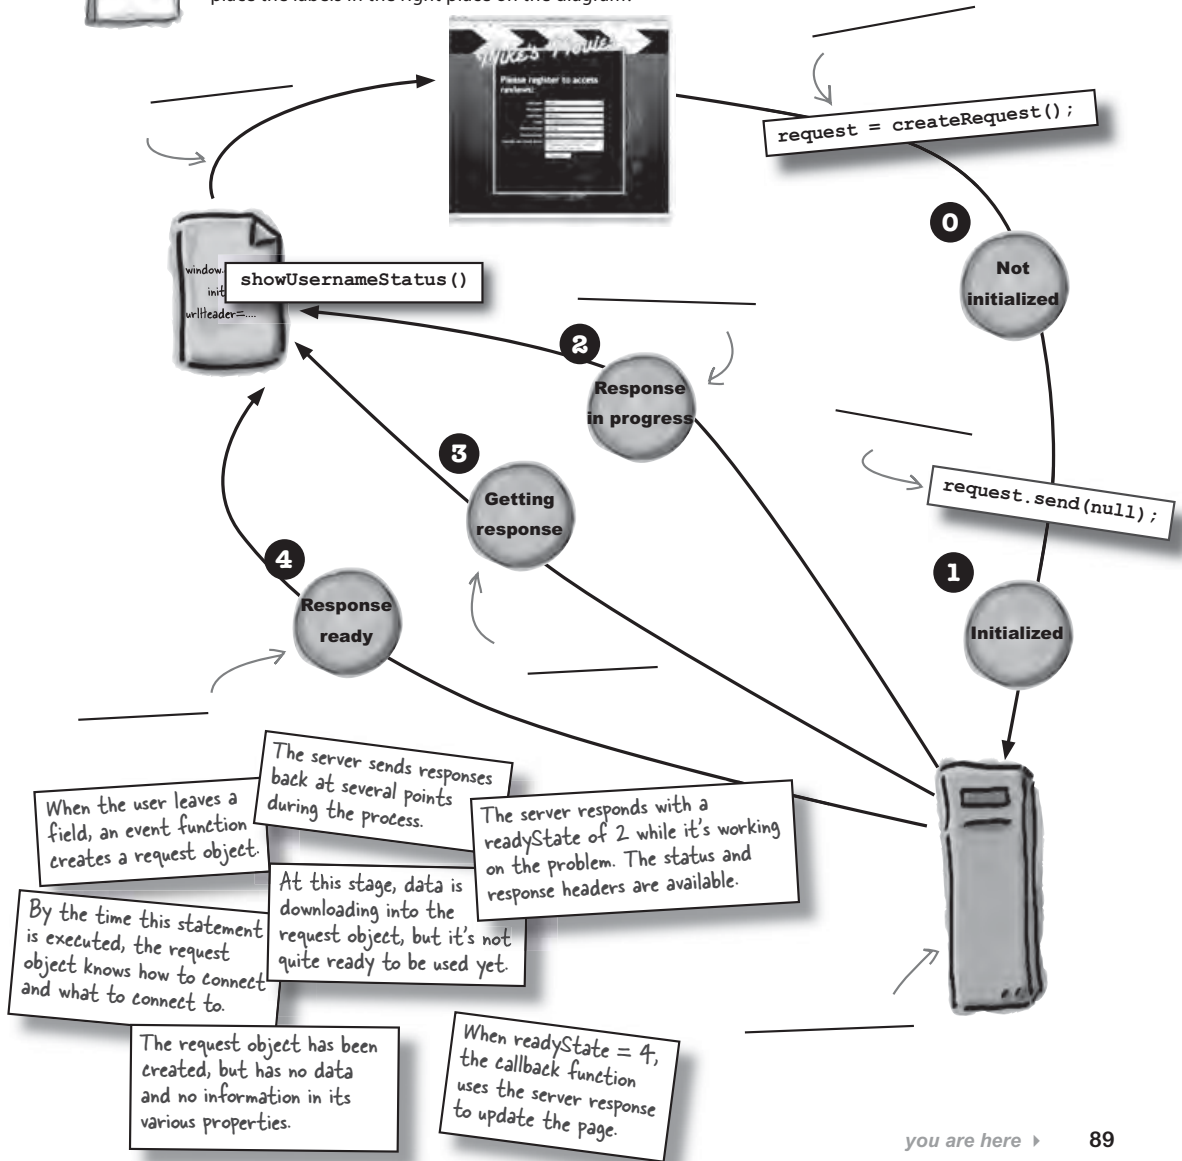 place the labels in the right place on the diagram.
Mike's Movie
Please register to access
reviews:
request = createRequest();
0
Not
initialized
window.
init
urlHeader=....
showUsernameStatus()
2
Response
in progress
3
Getting
response
request.send(null);
4
Response
ready
1
Initialized
When the user leaves a
field, an event function
creates a request object.
The server sends responses
back at several points
during the process.
The server responds with a
readyState of 2 while it's working
on the problem. The status and
response headers are available.
By the time this statement
is executed, the request
object knows how to connect
and what to connect to.
At this stage, data is
downloading into the
request object, but it's not
quite ready to be used yet.
The request object has been
created, but has no data
and no information in its
various properties.
When readyState = 4,
the callback function
uses the server response
to update the page.
you are here ▸ 89